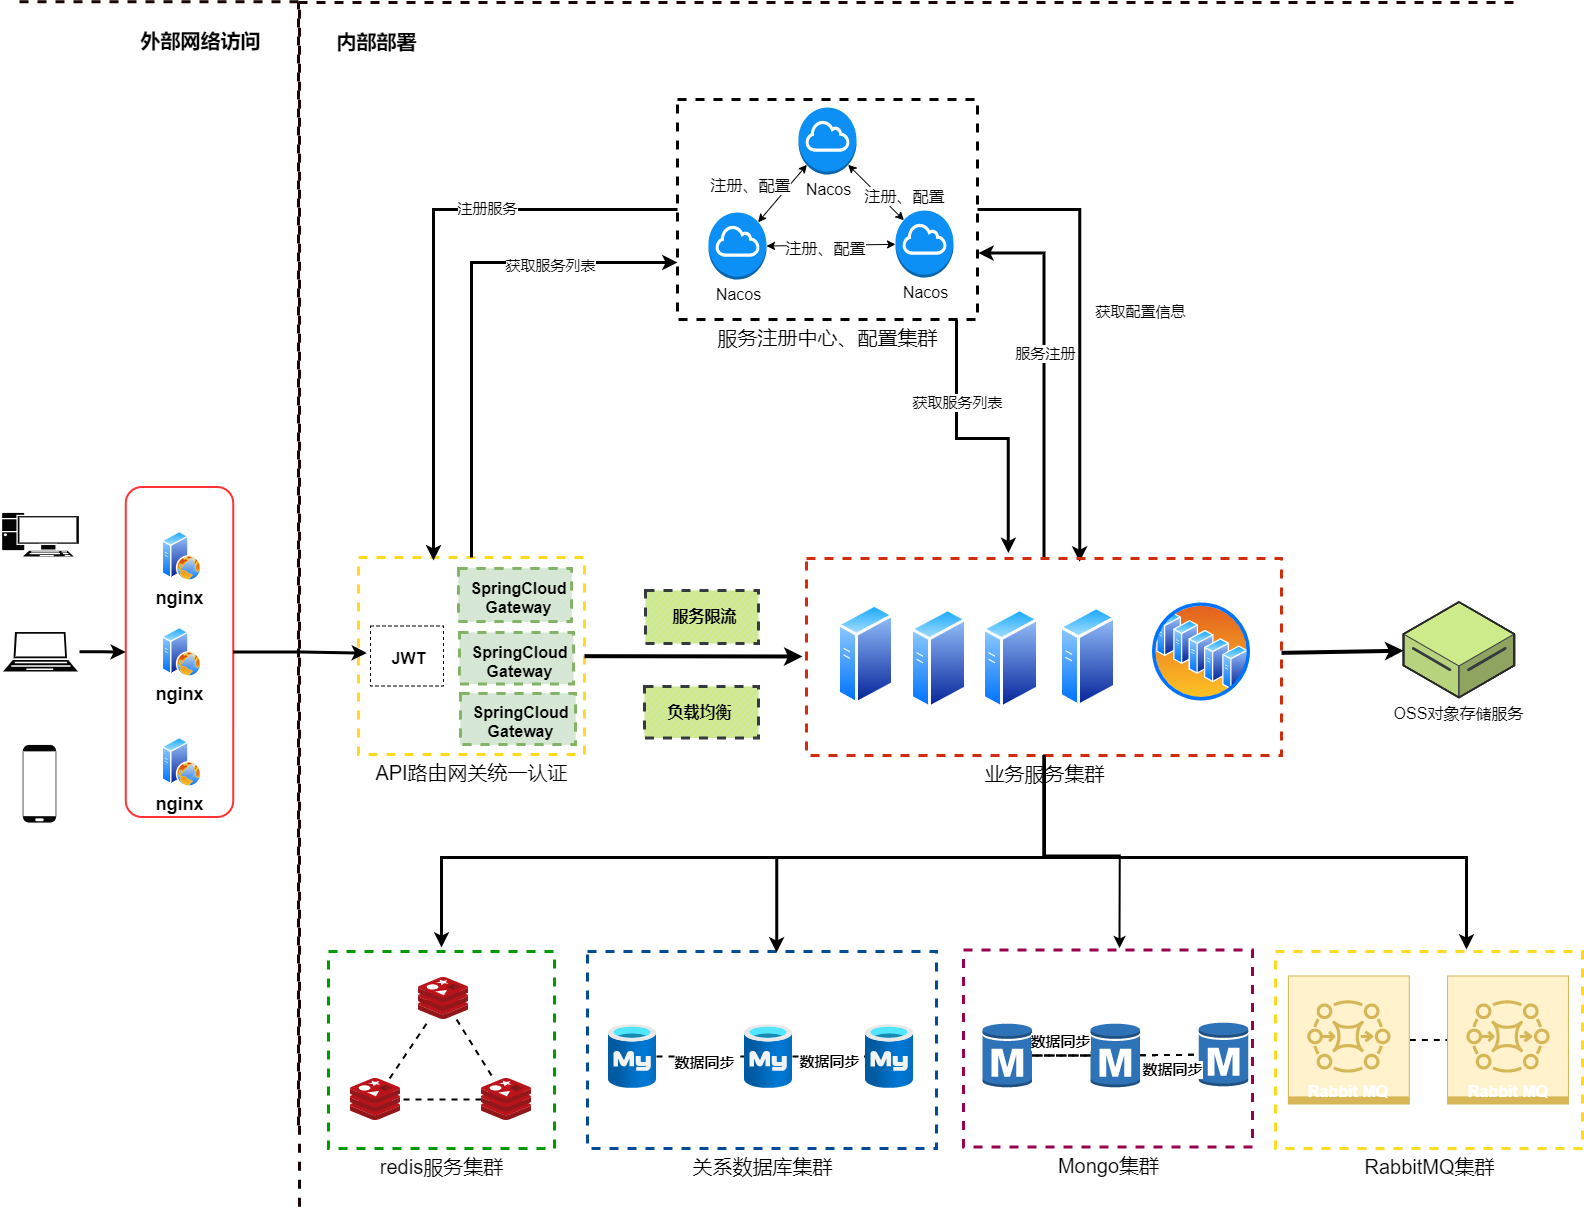 外部网络访问
内部部署
Nacos
注册、配置
注册、配置
注册、配置
Nacos
Nacos
服务注册中心、配置集群
注册服务
获取服务列表
获取配置信息
服务注册
获取服务列表
nginx
nginx
nginx
JWT
SpringCloud
Gateway
SpringCloud
Gateway
SpringCloud
Gateway
API路由网关统一认证
服务限流
负载均衡
业务服务集群
OSS对象存储服务
redis服务集群
My
数据同步
My
数据同步
My
关系数据库集群
M
数据同步
M
数据同步
M
Mongo集群
Rabbit MQ
Rabbit MQ
RabbitMQ集群